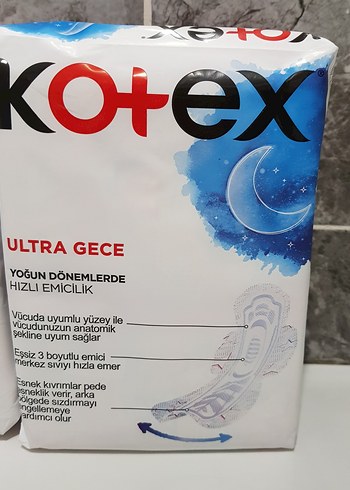 KOTEX
ULTRA GECE
YOĞUN DÖNEMLERDE
HIZLI EMİCİLİK
Vücuda uyumlu yüzey ile
vücudunuzun anatomik
şekline uyum sağlar
Eşsiz 3 boyutlu emici
merkez sıvıyı hızla emer
Esnek kıvrımlar pede
esneklik verir, arka
bölgede sızdırmayı
engellemeye
yardımcı olur